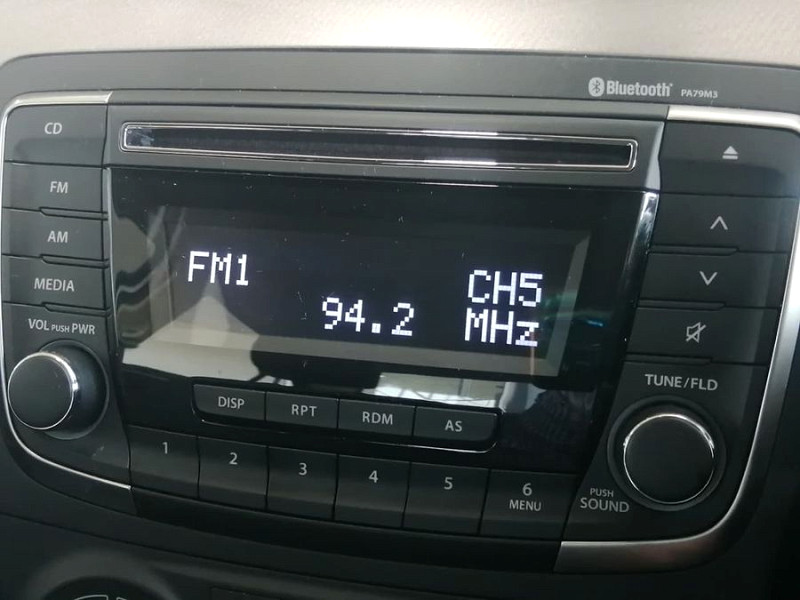 Bluetooth PA79M3
CD
FM
AM
MEDIA
VOL PUSH PWR
FM1
CH5
94.2
MHz
TUNE/FLD
DISP
RPT
RDM
AS
1
2
3
4
5
6
MENU
PUSH
SOUND